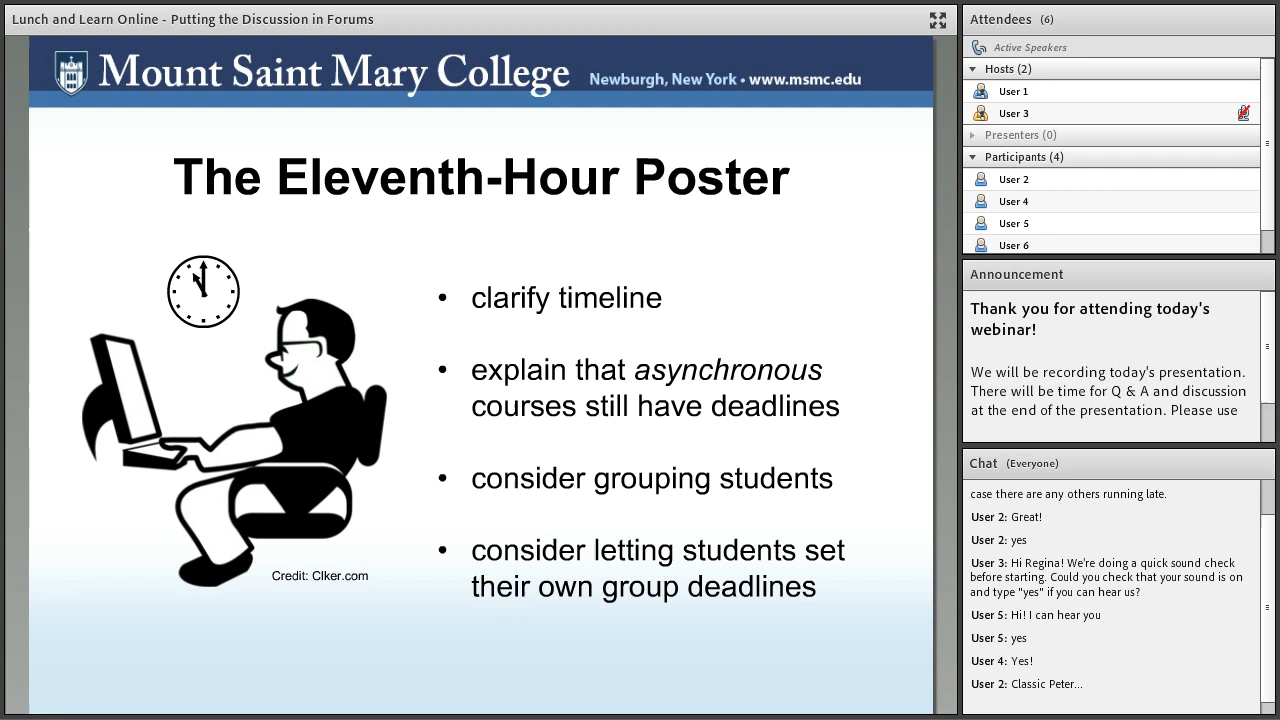 Lunch and Learn Online - Putting the Discussion in Forums
Mount Saint Mary College Newburgh, New York • www.msmc.edu
The Eleventh-Hour Poster
• clarify timeline
• explain that asynchronous
courses still have deadlines
• consider grouping students
• consider letting students set
their own group deadlines
Credit: Clker.com
Attendees (6)
Active Speakers
Hosts (2)
User 1
User 3
Presenters (0)
Participants (4)
User 2
User 4
User 5
User 6
Announcement
Thank you for attending today's
webinar!
We will be recording today's presentation.
There will be time for Q & A and discussion
at the end of the presentation. Please use
Chat (Everyone)
case there are any others running late.
User 2: Great!
User 2: yes
User 3: Hi Regina! We're doing a quick sound check
before starting. Could you check that your sound is on
and type "yes" if you can hear us?
User 5: Hi! I can hear you
User 5: yes
User 4: Yes!
User 2: Classic Peter...